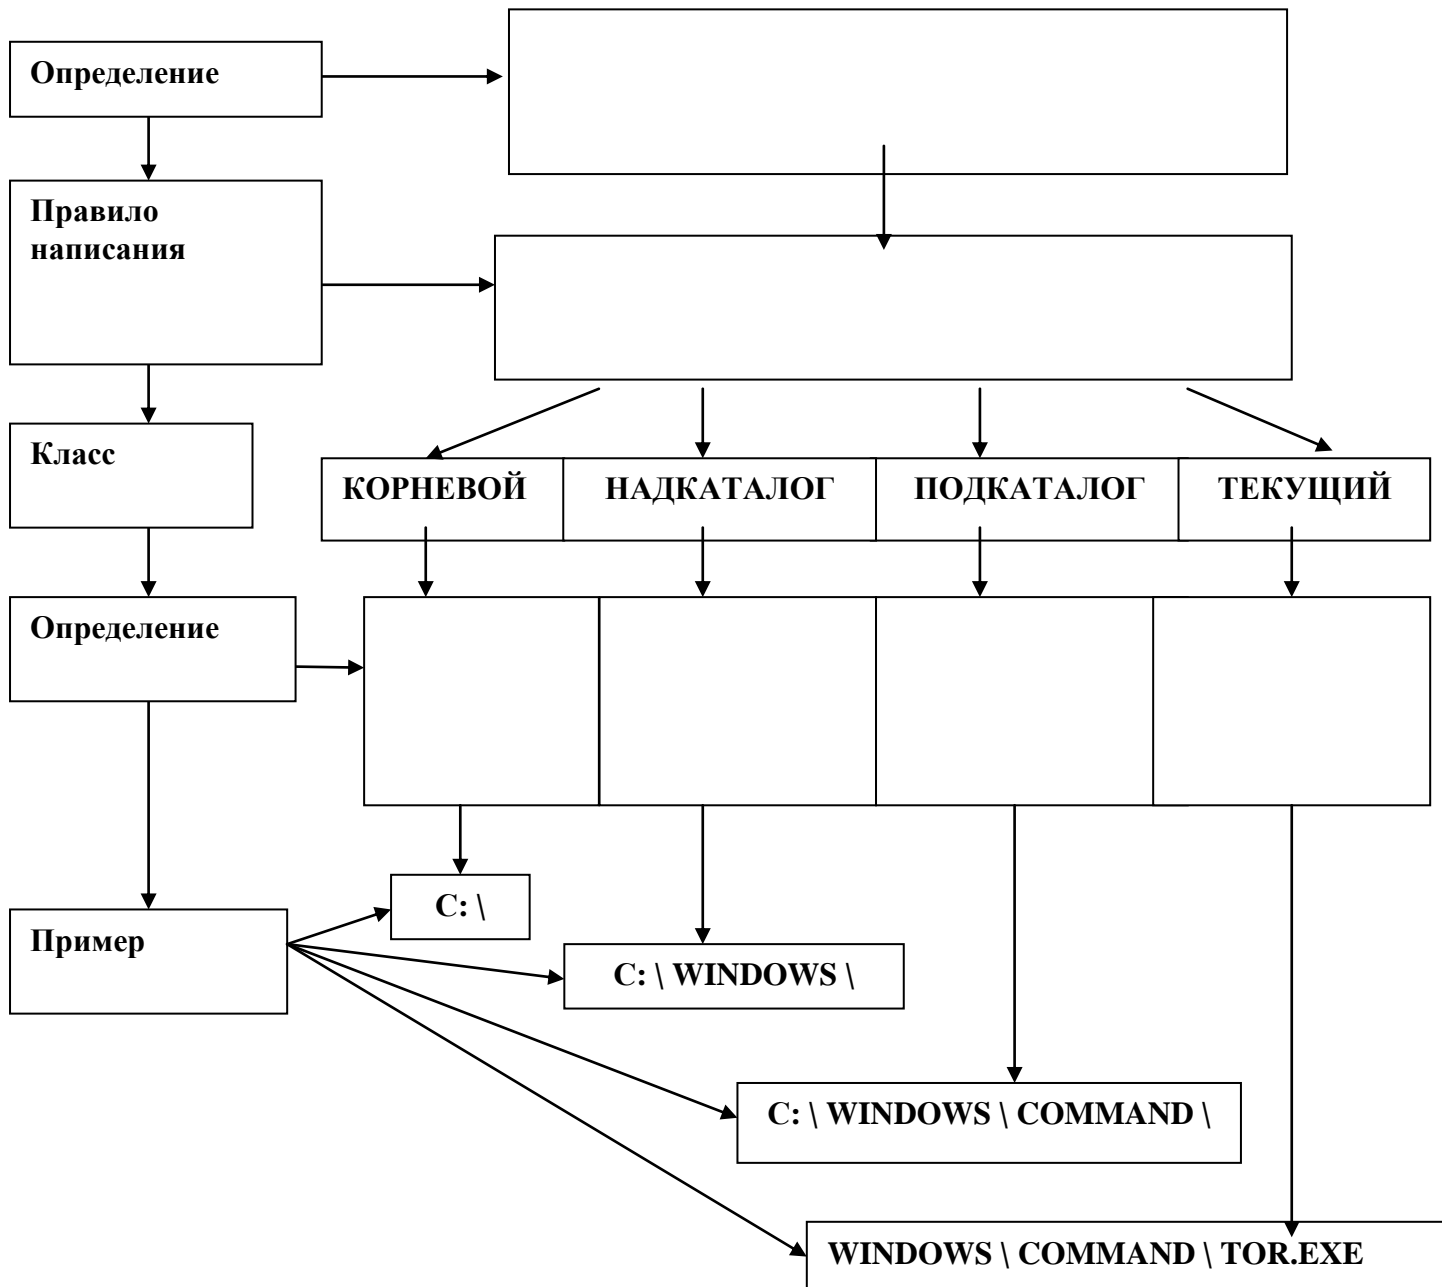 Определение
Правило
написания
Класс
КОРНЕВОЙ
НАДКАТАЛОГ
ПОДКАТАЛОГ
ТЕКУЩИЙ
Определение
C: \
Пример
C: \ WINDOWS \
C: \ WINDOWS \ COMMAND \
WINDOWS \ COMMAND \ TOR.EXE